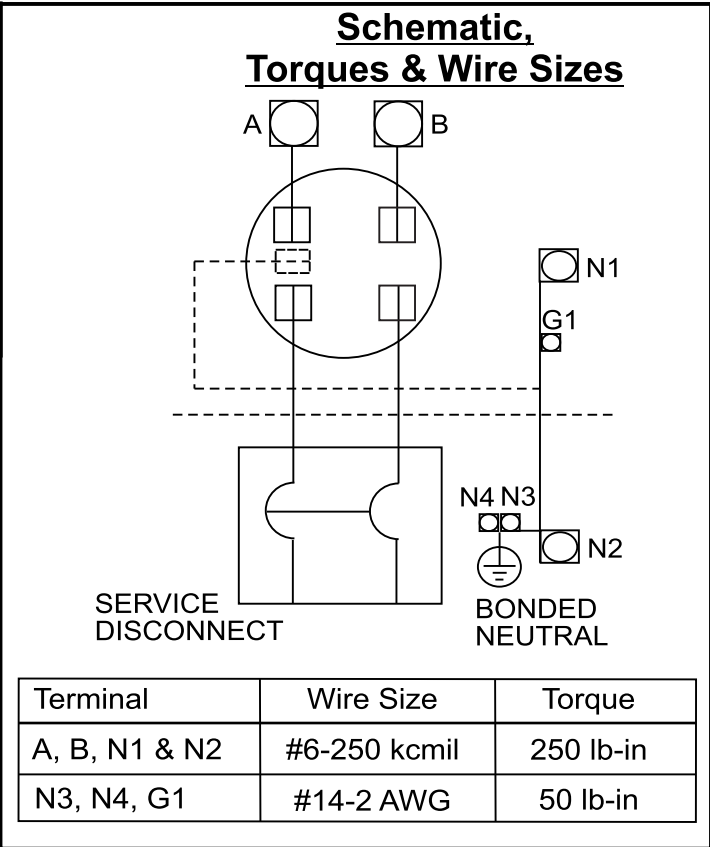 Schematic,
Torques & Wire Sizes
A
B
N1
G1
N4 N3
N2
SERVICE
DISCONNECT
BONDED
NEUTRAL
Terminal Wire Size Torque
A, B, N1 & N2 #6-250 kcmil 250 lb-in
N3, N4, G1 #14-2 AWG 50 lb-in